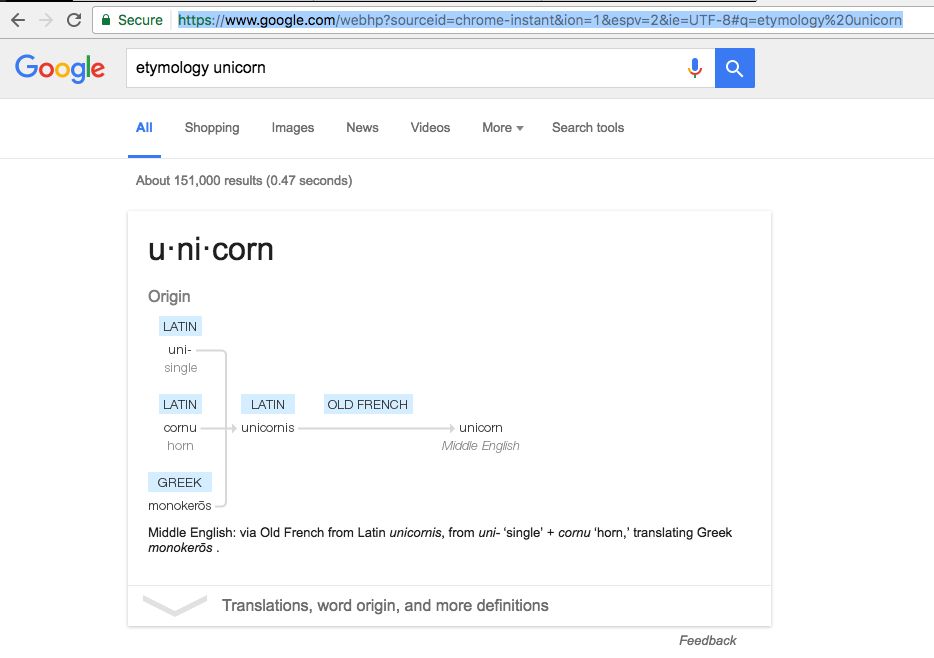 Secure https://www.google.com/webhp?sourceid=chrome-instant&ion=1&espv=2&ie=UTF-8#q=etymology%20unicorn
Google etymology unicorn
All Shopping Images News Videos More Search tools
About 151,000 results (0.47 seconds)
u·ni·corn
Origin
LATIN
uni-
single
LATIN LATIN OLD FRENCH
cornu unicornis unicorn
horn Middle English
GREEK
monokerōs
Middle English: via Old French from Latin unicornis, from uni- ‘single’ + cornu ‘horn,’ translating Greek
monokerōs .
Translations, word origin, and more definitions
Feedback